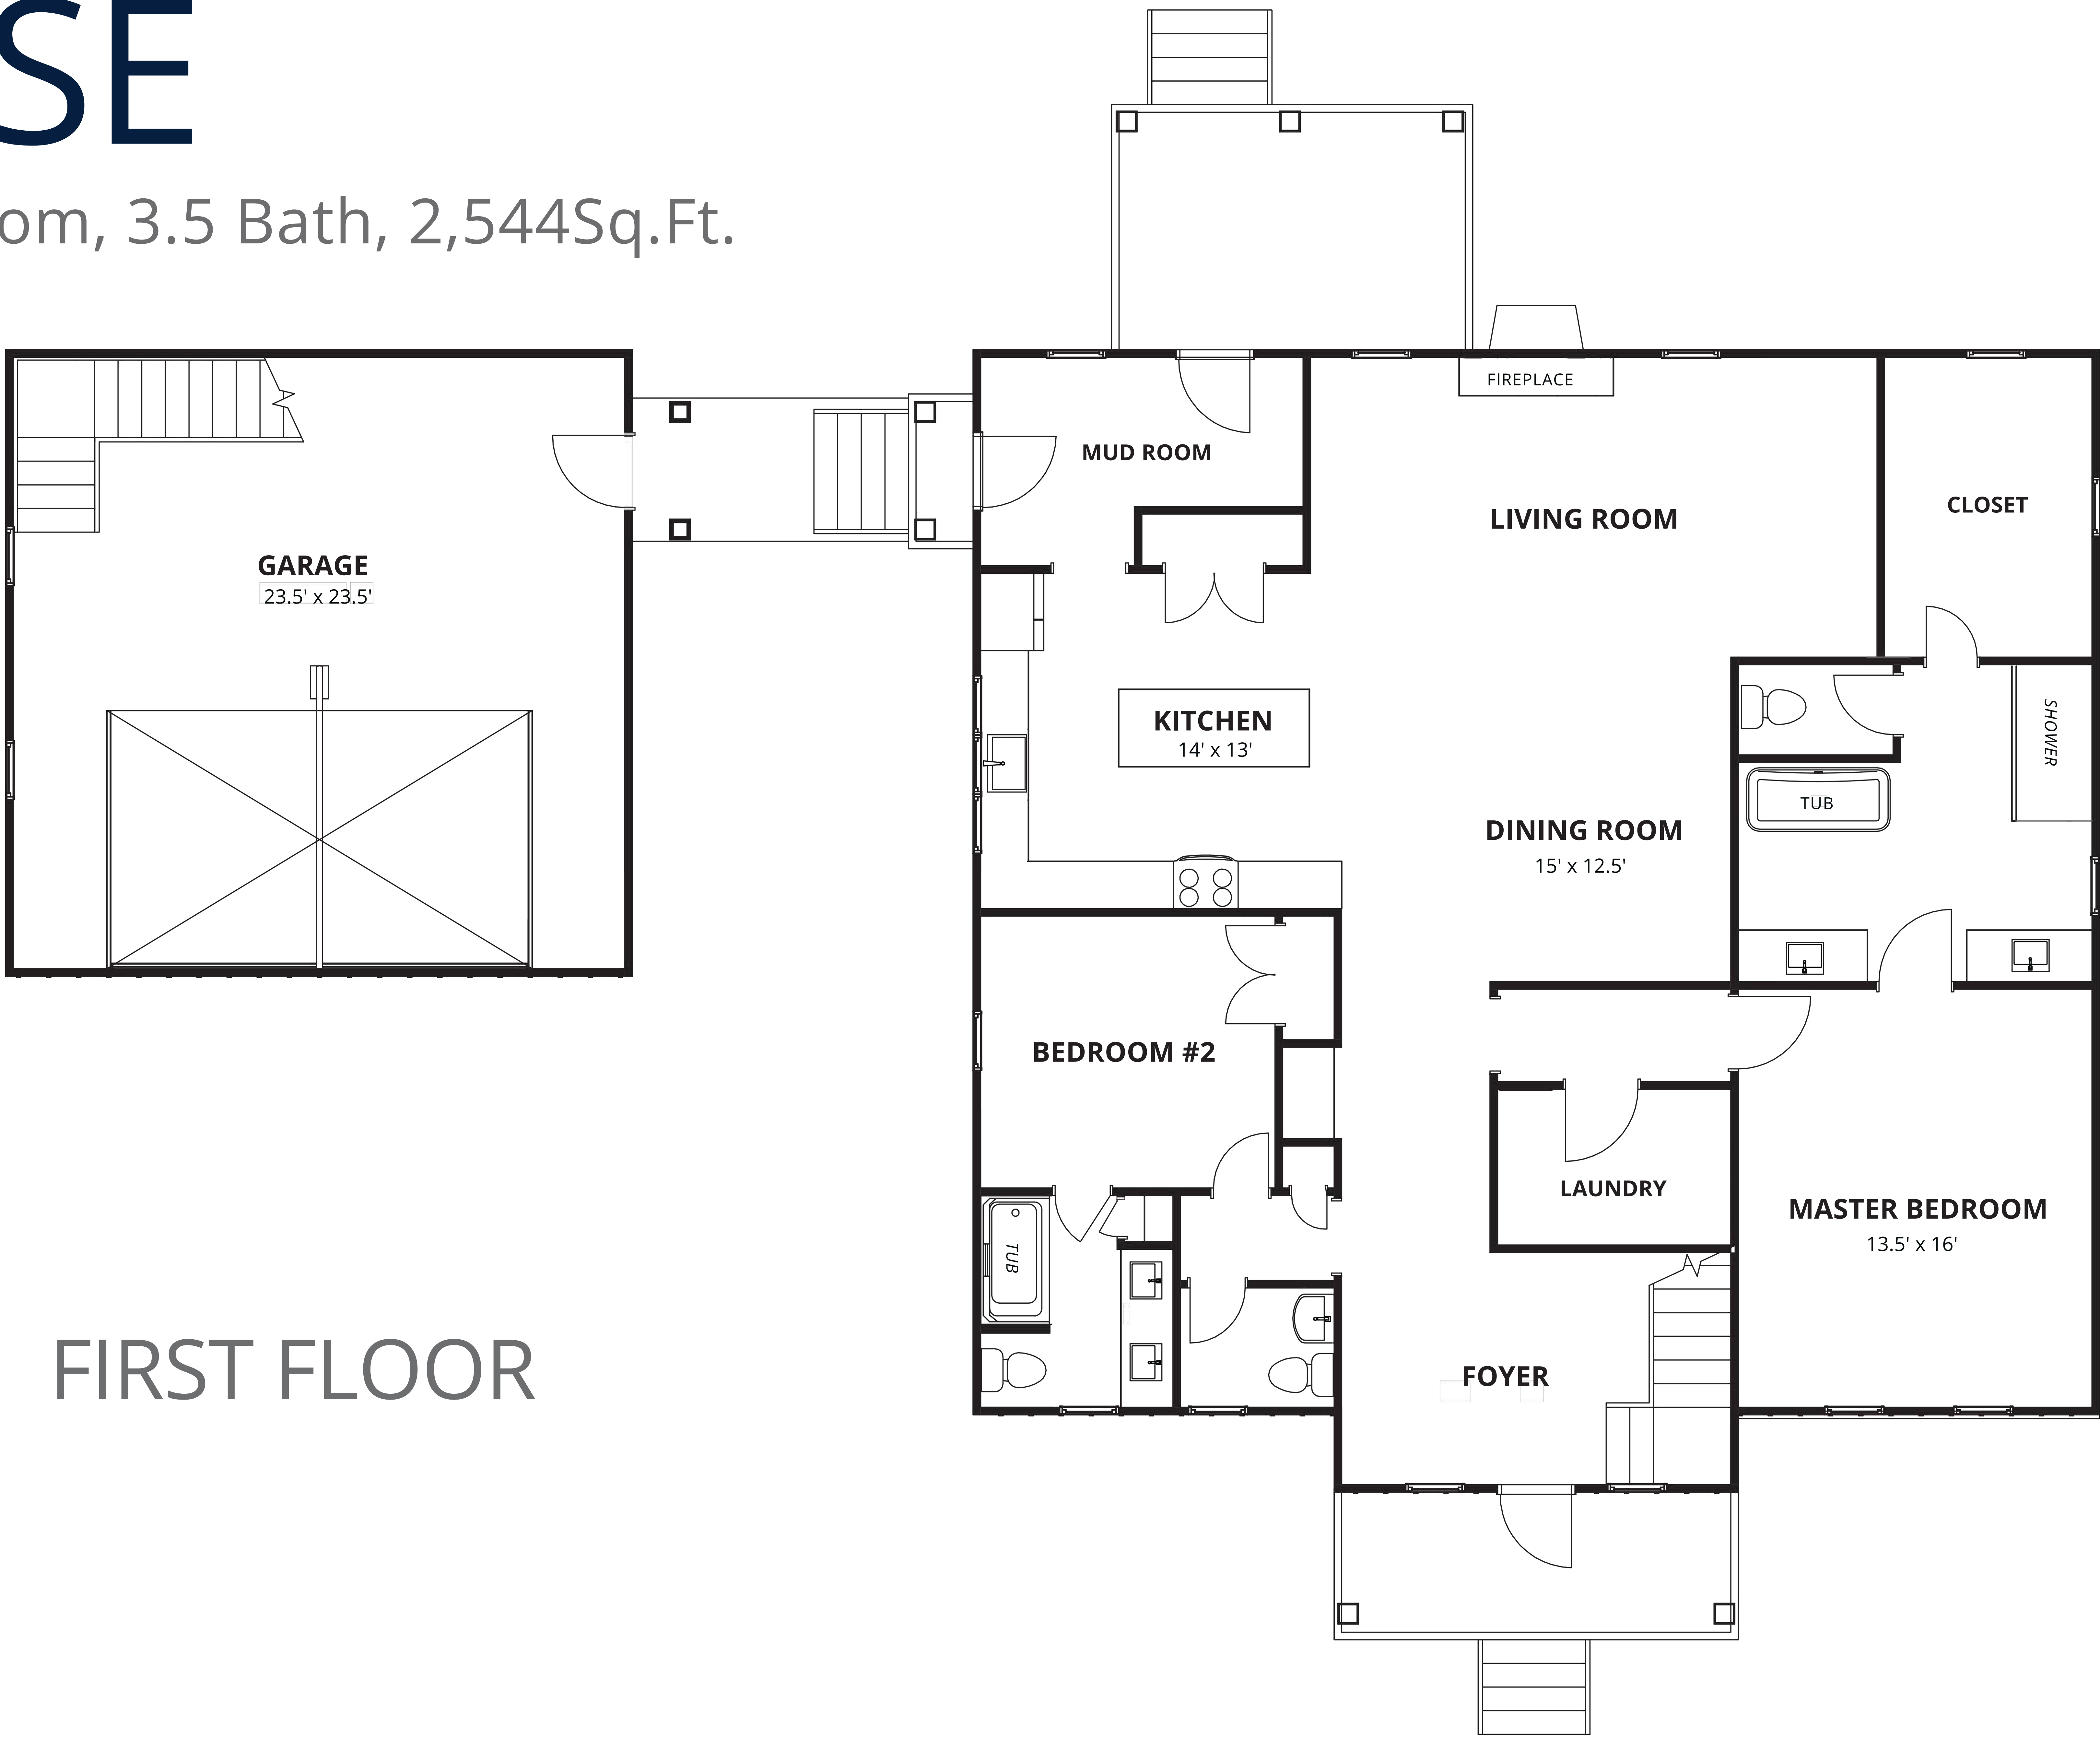 SE
om, 3.5 Bath, 2,544Sq.Ft.
FIREPLACE
MUD ROOM
LIVING ROOM
CLOSET
GARAGE
23.5' x 23.5'
KITCHEN
14' x 13'
SHOWER
TUB
DINING ROOM
15' x 12.5'
BEDROOM #2
LAUNDRY
MASTER BEDROOM
13.5' x 16'
TUB
FOYER
FIRST FLOOR